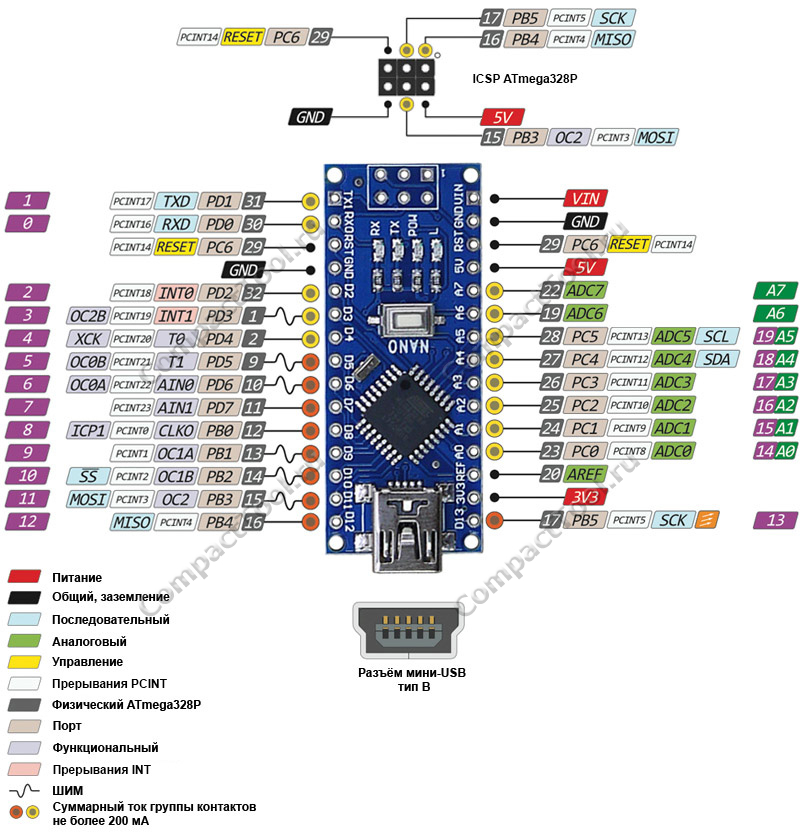 17 PB5 PCINT5 SCK
PCINT14 RESET PC6 29
16 PB4 PCINT4 MISO
ICSP ATmega328P
GND
5V
15 PB3 OC2 PCINT3 MOSI
1 PCINT17 TXD PD1 31
0 PCINT16 RXD PD0 30
PCINT14 RESET PC6 29
GND
2 PCINT18 INT0 PD2 32
3 OC2B PCINT19 INT1 PD3 1
4 XCK PCINT20 T0 PD4 2
5 OC0B PCINT21 T1 PD5 9
6 OC0A PCINT22 AIN0 PD6 10
7 PCINT23 AIN1 PD7 11
8 ICP1 PCINT0 CLKO PB0 12
9 PCINT1 OC1A PB1 13
10 SS PCINT2 OC1B PB2 14
11 MOSI PCINT3 OC2 PB3 15
12 MISO PCINT4 PB4 16
1
TX1
RX0
RST
GND
D2
D3
D4
D5
D6
D7
D8
D9
D10
D11
D12
RX
TX
POW
L
NANO
VIN
GND
RST
5V
A7
A6
A5
A4
A3
A2
A1
A0
REF
3V3
D13
VIN
GND
29 PC6 RESET PCINT14
5V
22 ADC7 A7
19 ADC6 A6
28 PC5 PCINT13 ADC5 SCL 19 A5
27 PC4 PCINT12 ADC4 SDA 18 A4
26 PC3 PCINT11 ADC3 17 A3
25 PC2 PCINT10 ADC2 16 A2
24 PC1 PCINT9 ADC1 15 A1
23 PC0 PCINT8 ADC0 14 A0
20 AREF
3V3
17 PB5 PCINT5 SCK 13
CompactTool.ru
CompactTool.ru
Питание
Общий, заземление
Последовательный
Аналоговый
Управление
Прерывания PCINT
Физический ATmega328P
Порт
Функциональный
Прерывания INT
ШИМ
Суммарный ток группы контактов
не более 200 мА
Разъём мини-USB
тип B